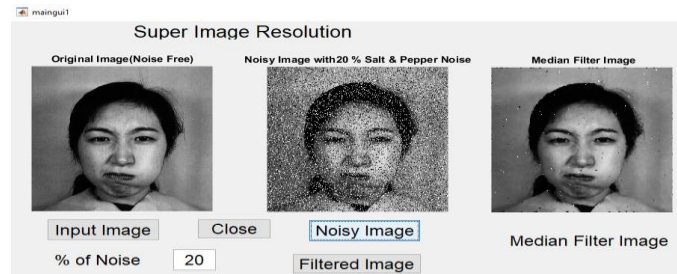 maingui1
Super Image Resolution
Original Image(Noise Free)
Noisy Image with20 % Salt & Pepper Noise
Median Filter Image
Input Image
Close
Noisy Image
Median Filter Image
% of Noise
20
Filtered Image